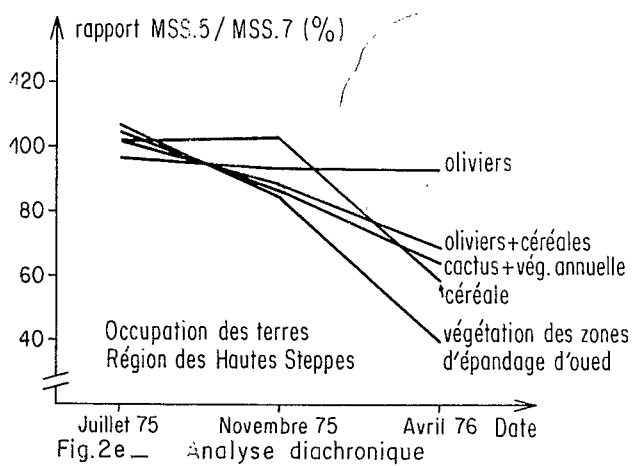 rapport MSS.5/MSS.7 (%)
120
100
80
60
40
oliviers
oliviers+céréales
cactus+vég. annuelle
céréale
végétation des zones
d'épandage d'oued
Occupation des terres
Région des Hautes Steppes
Juillet 75
Novembre 75
Avril 76
Date
Fig.2e_ Analyse diachronique